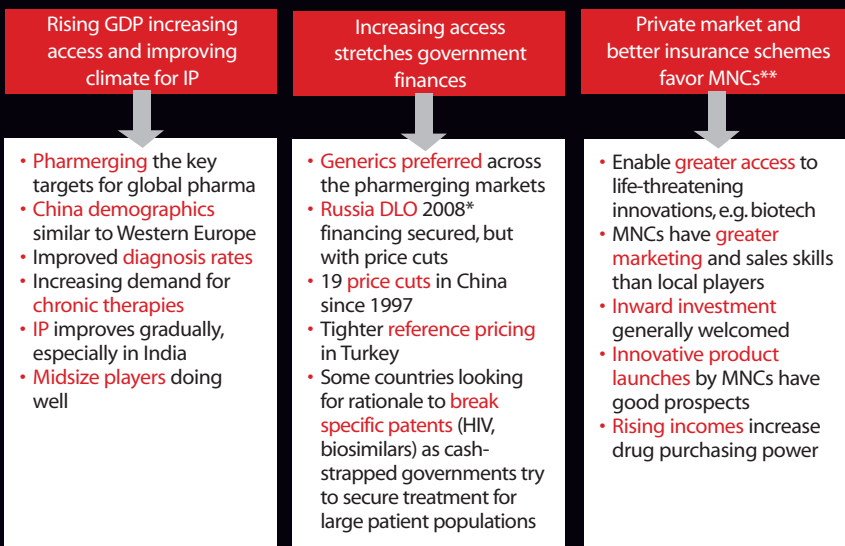 Rising GDP increasing
access and improving
climate for IP
• Pharmerging the key
targets for global pharma
• China demographics
similar to Western Europe
• Improved diagnosis rates
• Increasing demand for
chronic therapies
• IP improves gradually,
especially in India
• Midsize players doing
well
Increasing access
stretches government
finances
• Generics preferred across
the pharmerging markets
• Russia DLO 2008*
financing secured, but
with price cuts
• 19 price cuts in China
since 1997
• Tighter reference pricing
in Turkey
• Some countries looking
for rationale to break
specific patents (HIV,
biosimilars) as cash-
strapped governments try
to secure treatment for
large patient populations
Private market and
better insurance schemes
favor MNCs**
• Enable greater access to
life-threatening
innovations, e.g. biotech
• MNCs have greater
marketing and sales skills
than local players
• Inward investment
generally welcomed
• Innovative product
launches by MNCs have
good prospects
• Rising incomes increase
drug purchasing power